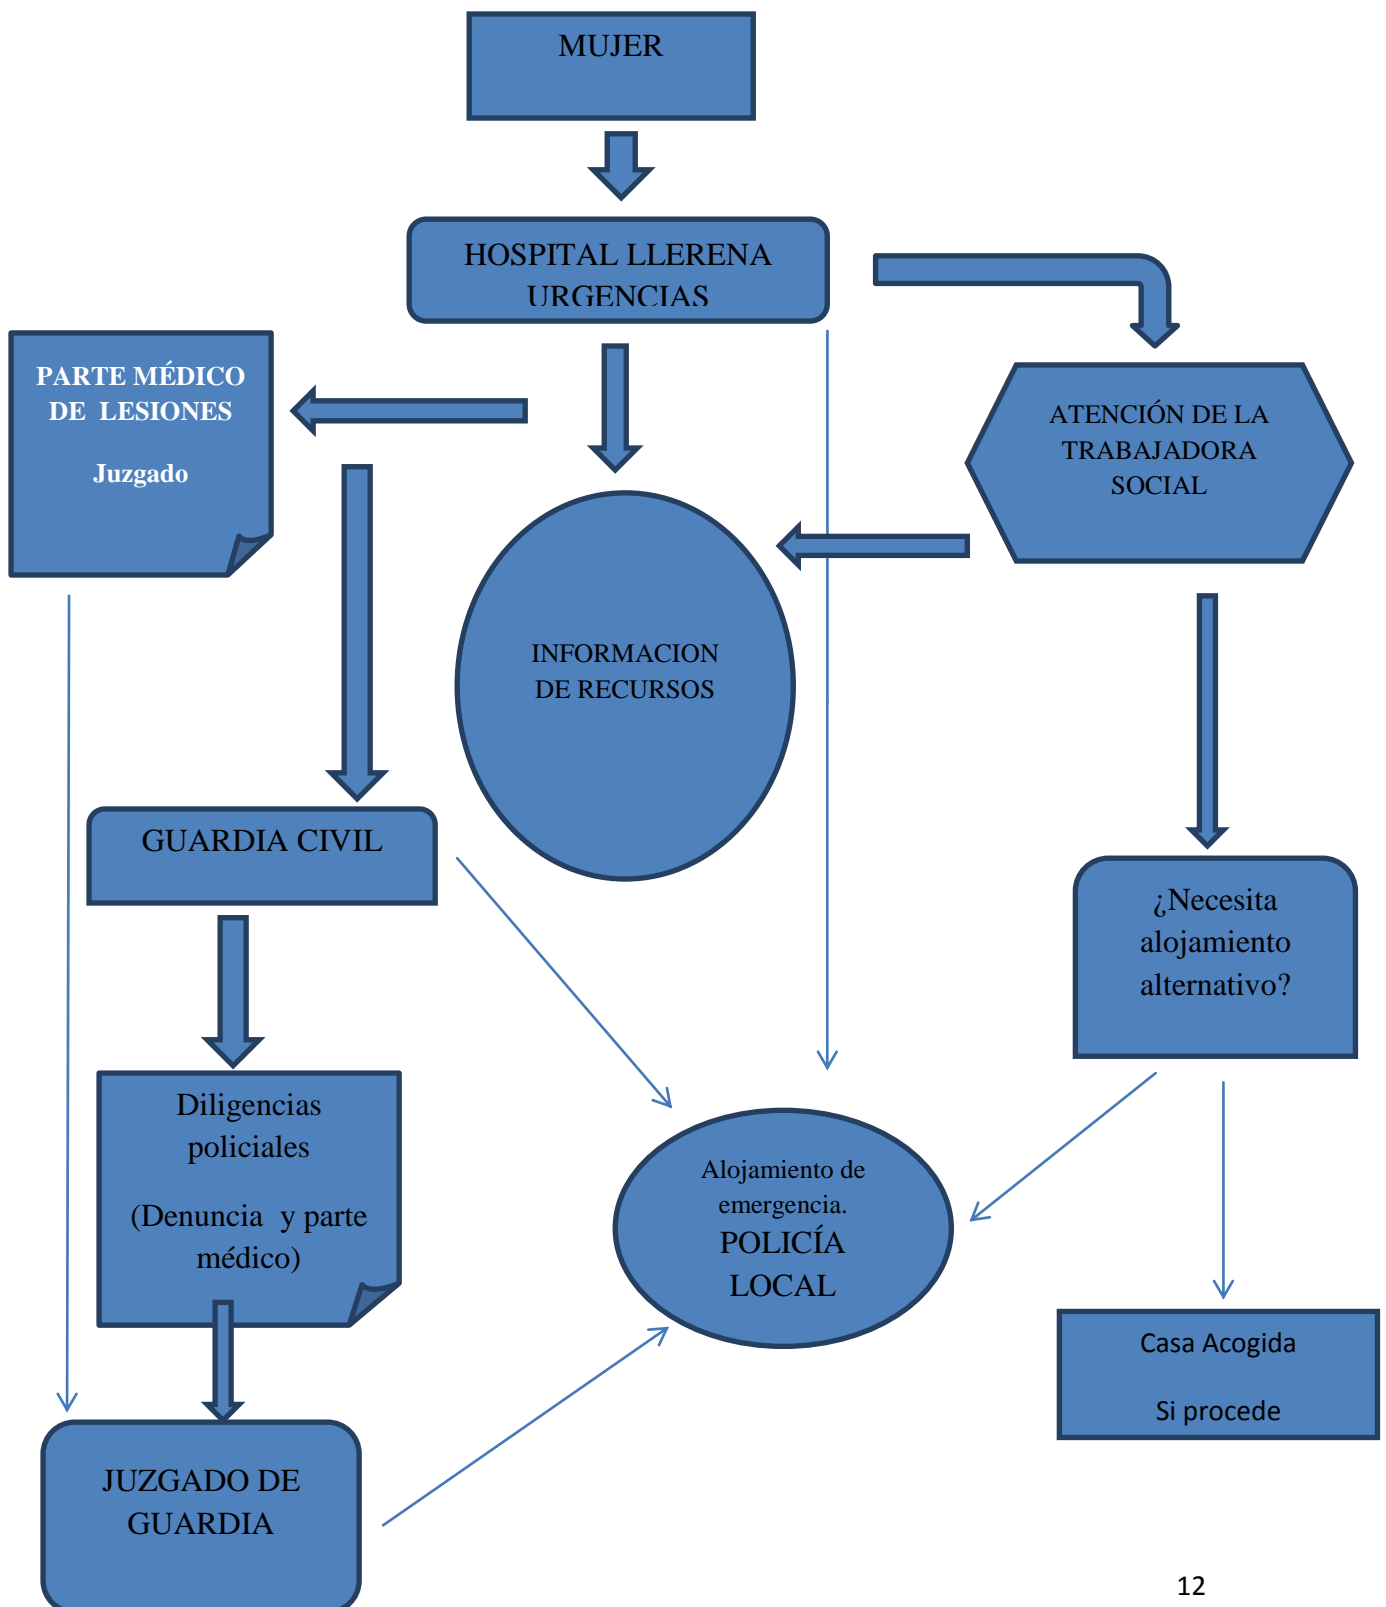 MUJER
HOSPITAL LLERENA
URGENCIAS
PARTE MÉDICO
DE LESIONES
Juzgado
ATENCIÓN DE LA
TRABAJADORA
SOCIAL
INFORMACION
DE RECURSOS
GUARDIA CIVIL
¿Necesita
alojamiento
alternativo?
Diligencias
policiales
(Denuncia y parte
médico)
Alojamiento de
emergencia.
POLICÍA
LOCAL
Casa Acogida
Si procede
JUZGADO DE
GUARDIA
12